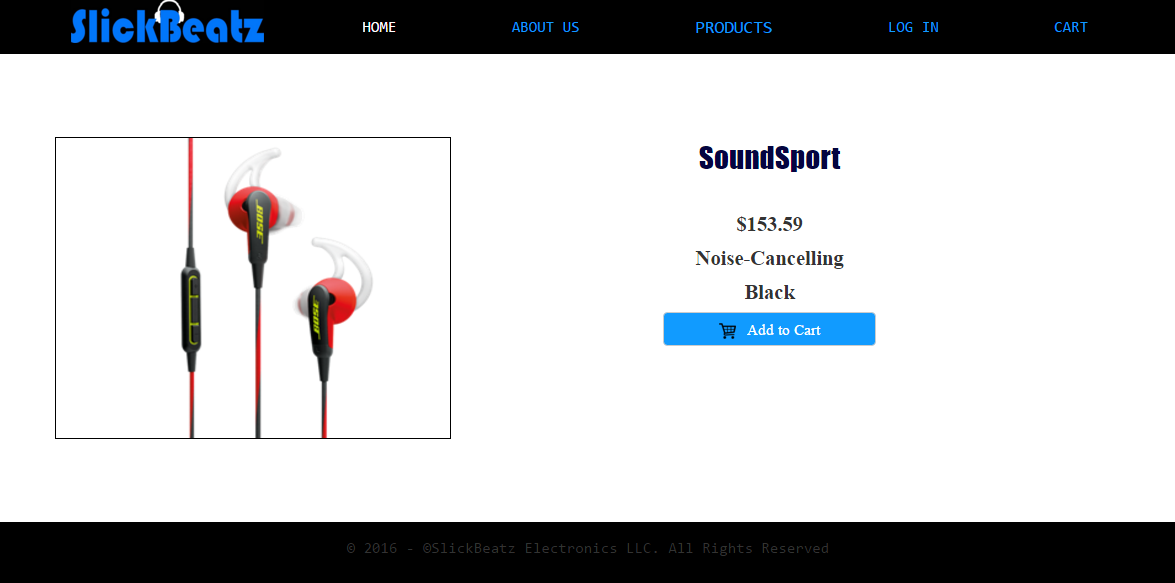 SlickBeatz
HOME
ABOUT US
PRODUCTS
LOG IN
CART
BOSE
BOSE
SoundSport
$153.59
Noise-Cancelling
Black
Add to Cart
© 2016 - ©SlickBeatz Electronics LLC. All Rights Reserved